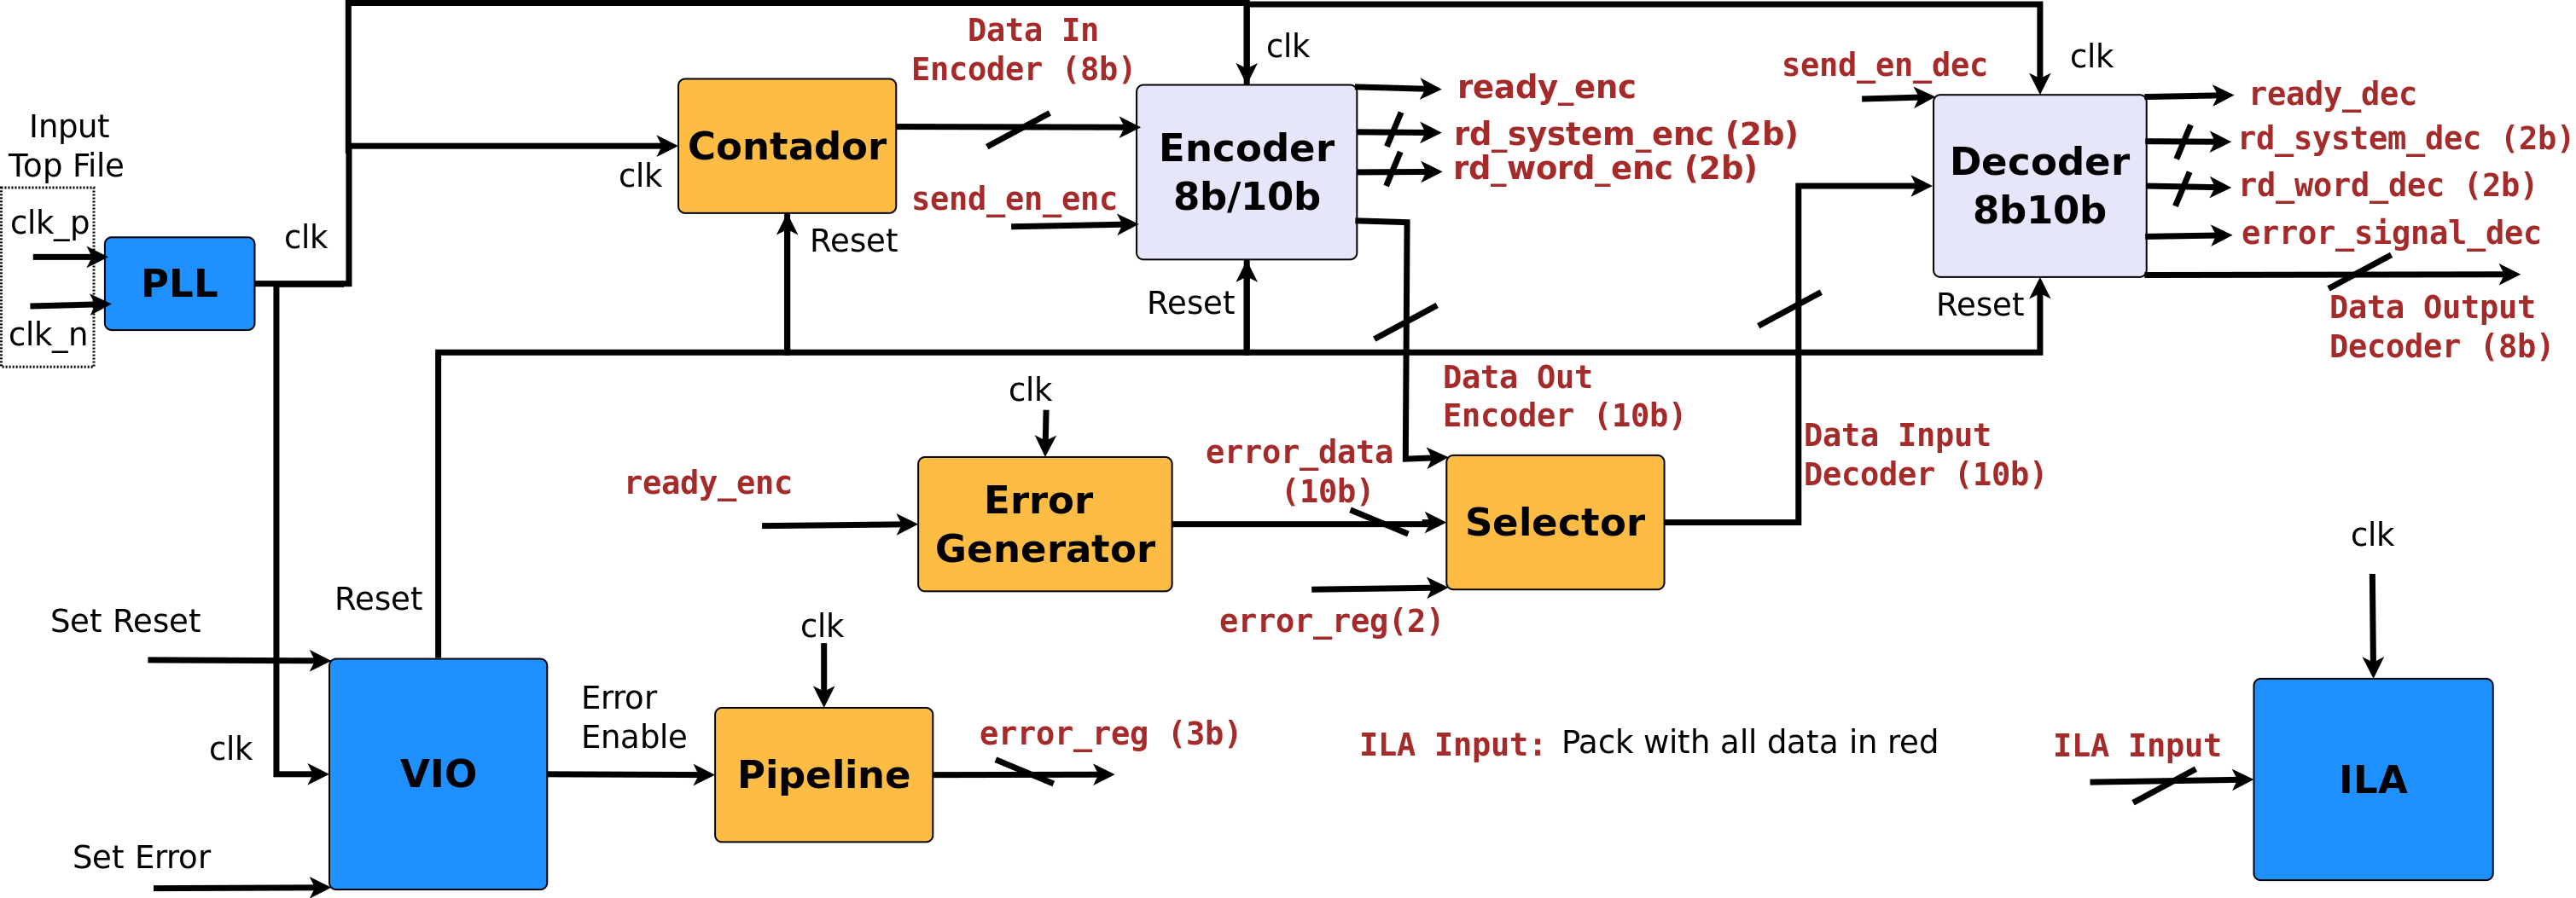 Input
Top File
clk_p
clk_n
PLL
clk
clk
Contador
Reset
Data In
Encoder (8b)
send_en_enc
clk
Encoder
8b/10b
Reset
ready_enc
rd_system_enc (2b)
rd_word_enc (2b)
send_en_dec
clk
Decoder
8b10b
Reset
ready_dec
rd_system_dec (2b)
rd_word_dec (2b)
error_signal_dec
Data Output
Decoder (8b)
Data Out
Encoder (10b)
Data Input
Decoder (10b)
clk
ready_enc
Error
Generator
error_data
(10b)
Selector
error_reg(2)
Set Reset
Reset
clk
Set Error
VIO
Error
Enable
clk
Pipeline
error_reg (3b)
ILA Input: Pack with all data in red
ILA Input
clk
ILA